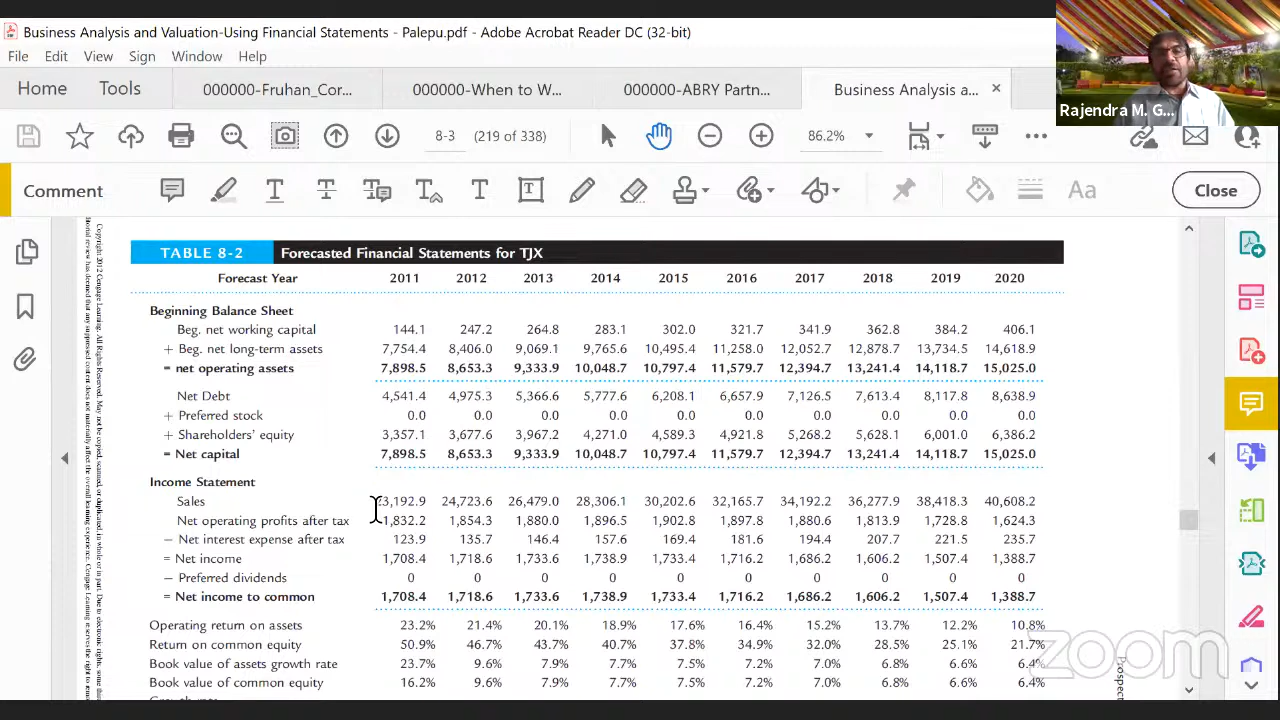 Business Analysis and Valuation-Using Financial Statements - Palepu.pdf - Adobe Acrobat Reader DC (32-bit)
File Edit View Sign Window Help
Home Tools 000000-Fruhan_Cor... 000000-When to W... 000000-ABRY Partn... Business Analysis a...
8-3 (219 of 338) 86.2%
Rajendra M. G...
Comment Close
TABLE 8-2 Forecasted Financial Statements for TJX
Forecast Year 2011 2012 2013 2014 2015 2016 2017 2018 2019 2020
Beginning Balance Sheet
Beg. net working capital 144.1 247.2 264.8 283.1 302.0 321.7 341.9 362.8 384.2 406.1
+ Beg. net long-term assets 7,754.4 8,406.0 9,069.1 9,765.6 10,495.4 11,258.0 12,052.7 12,878.7 13,734.5 14,618.9
= net operating assets 7,898.5 8,653.3 9,333.9 10,048.7 10,797.4 11,579.7 12,394.7 13,241.4 14,118.7 15,025.0
Net Debt 4,541.4 4,975.3 5,366.6 5,777.6 6,208.1 6,657.9 7,126.5 7,613.4 8,117.8 8,638.9
+ Preferred stock 0.0 0.0 0.0 0.0 0.0 0.0 0.0 0.0 0.0 0.0
+ Shareholders' equity 3,357.1 3,677.6 3,967.2 4,271.0 4,589.3 4,921.8 5,268.2 5,628.1 6,001.0 6,386.2
= Net capital 7,898.5 8,653.3 9,333.9 10,048.7 10,797.4 11,579.7 12,394.7 13,241.4 14,118.7 15,025.0
Income Statement
Sales 23,192.9 24,723.6 26,479.0 28,306.1 30,202.6 32,165.7 34,192.2 36,277.9 38,418.3 40,608.2
Net operating profits after tax 1,832.2 1,854.3 1,880.0 1,896.5 1,902.8 1,897.8 1,880.6 1,813.9 1,728.8 1,624.3
− Net interest expense after tax 123.9 135.7 146.4 157.6 169.4 181.6 194.4 207.7 221.5 235.7
= Net income 1,708.4 1,718.6 1,733.6 1,738.9 1,733.4 1,716.2 1,686.2 1,606.2 1,507.4 1,388.7
− Preferred dividends 0 0 0 0 0 0 0 0 0 0
= Net income to common 1,708.4 1,718.6 1,733.6 1,738.9 1,733.4 1,716.2 1,686.2 1,606.2 1,507.4 1,388.7
Operating return on assets 23.2% 21.4% 20.1% 18.9% 17.6% 16.4% 15.2% 13.7% 12.2% 10.8%
Return on common equity 50.9% 46.7% 43.7% 40.7% 37.8% 34.9% 32.0% 28.5% 25.1% 21.7%
Book value of assets growth rate 23.7% 9.6% 7.9% 7.7% 7.5% 7.2% 7.0% 6.8% 6.6% 6.4%
Book value of common equity 16.2% 9.6% 7.9% 7.7% 7.5% 7.2% 7.0% 6.8% 6.6% 6.4%
zoom